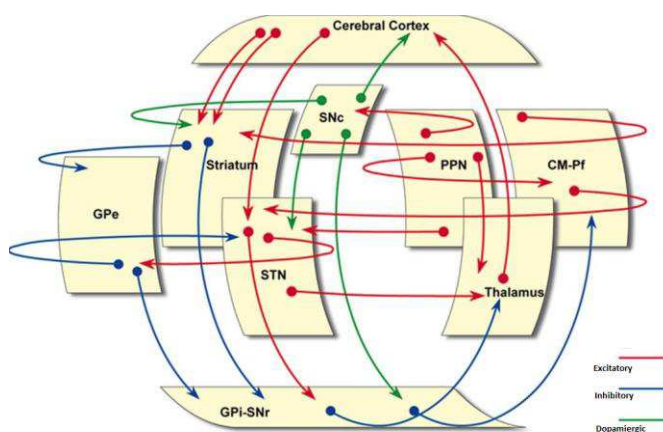 Cerebral Cortex
SNc
Striatum
PPN
CM-Pf
GPe
STN
Thalamus
Excitatory
Inhibitory
GPi-SNr
Dopamiergic